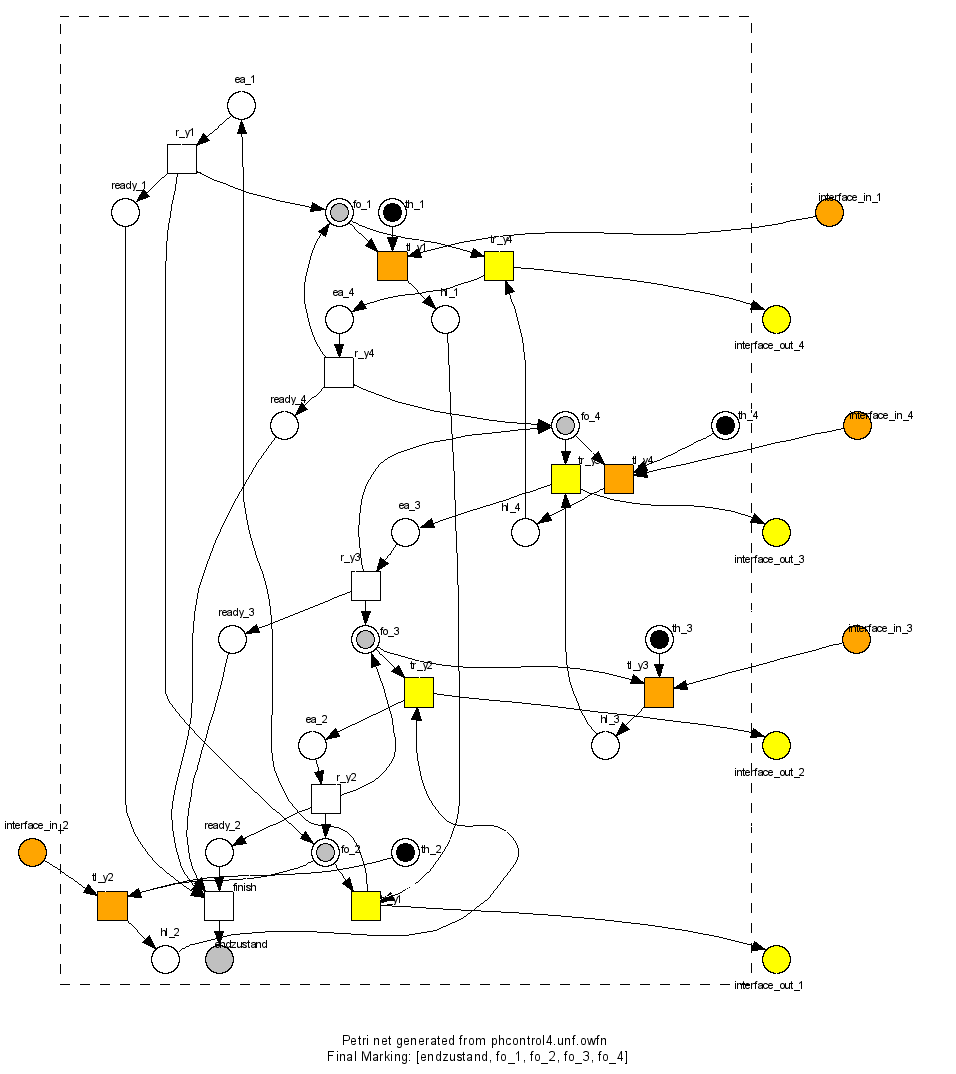 ea_1
r_y1
ready_1
fo_1
th_1
interface_in_1
tl_y1
tr_y4
ea_4
hl_1
interface_out_4
r_y4
ready_4
fo_4
th_4
interface_in_4
tl_y4
ea_3
hl_4
interface_out_3
r_y3
ready_3
fo_3
th_3
interface_in_3
tr_y2
tl_y3
ea_2
hl_3
interface_out_2
r_y2
interface_in_2
ready_2
fo_2
th_2
tl_y2
finish
hl_2
endzustand
interface_out_1
Petri net generated from phcontrol4.unf.owfn
Final Marking: [endzustand, fo_1, fo_2, fo_3, fo_4]